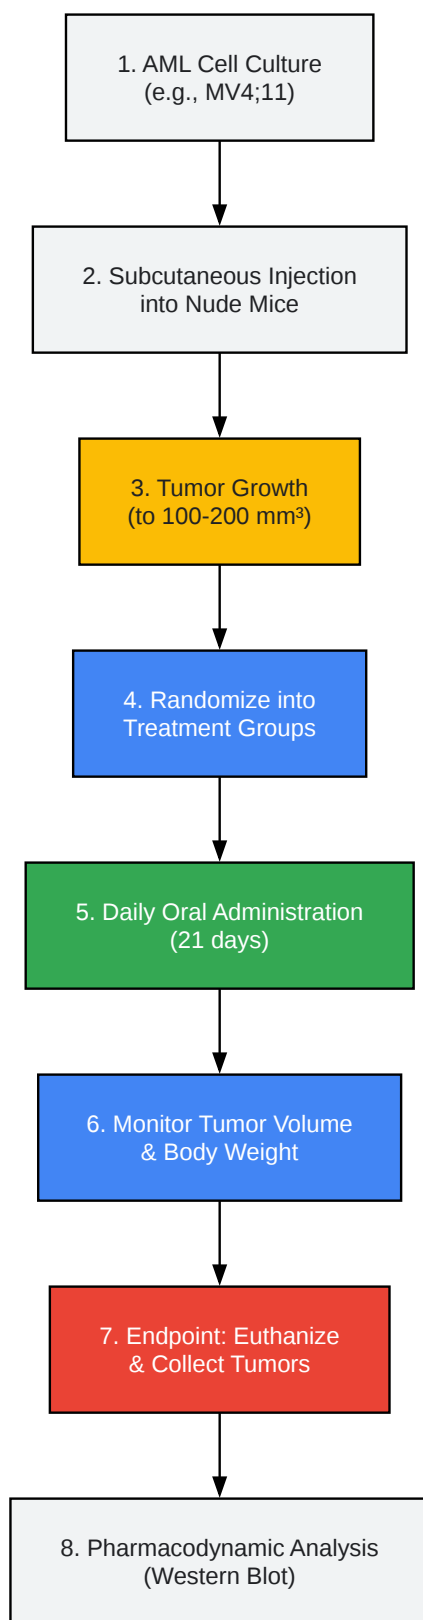 1. AML Cell Culture
(e.g., MV4;11)
2. Subcutaneous Injection
into Nude Mice
3. Tumor Growth
(to 100-200 mm³)
4. Randomize into
Treatment Groups
5. Daily Oral Administration
(21 days)
6. Monitor Tumor Volume
& Body Weight
7. Endpoint: Euthanize
& Collect Tumors
8. Pharmacodynamic Analysis
(Western Blot)